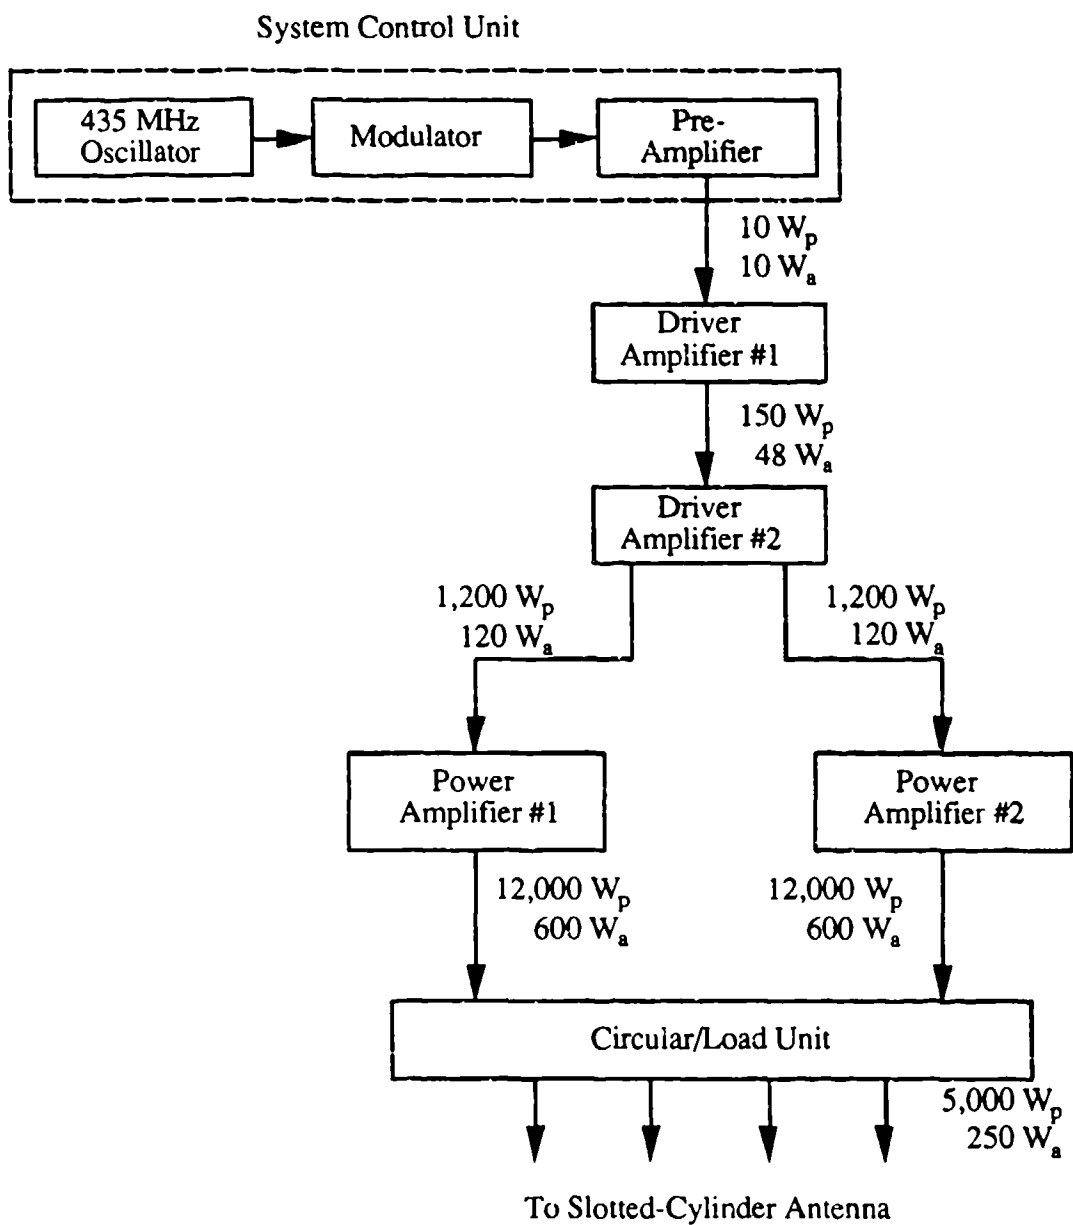 System Control Unit
435 MHz
Oscillator
Modulator
Pre-
Amplifier
10 Wp
10 Wa
Driver
Amplifier #1
150 Wp
48 Wa
Driver
Amplifier #2
1,200 Wp
120 Wa
1,200 Wp
120 Wa
Power
Amplifier #1
Power
Amplifier #2
12,000 Wp
600 Wa
12,000 Wp
600 Wa
Circular/Load Unit
5,000 Wp
250 Wa
To Slotted-Cylinder Antenna